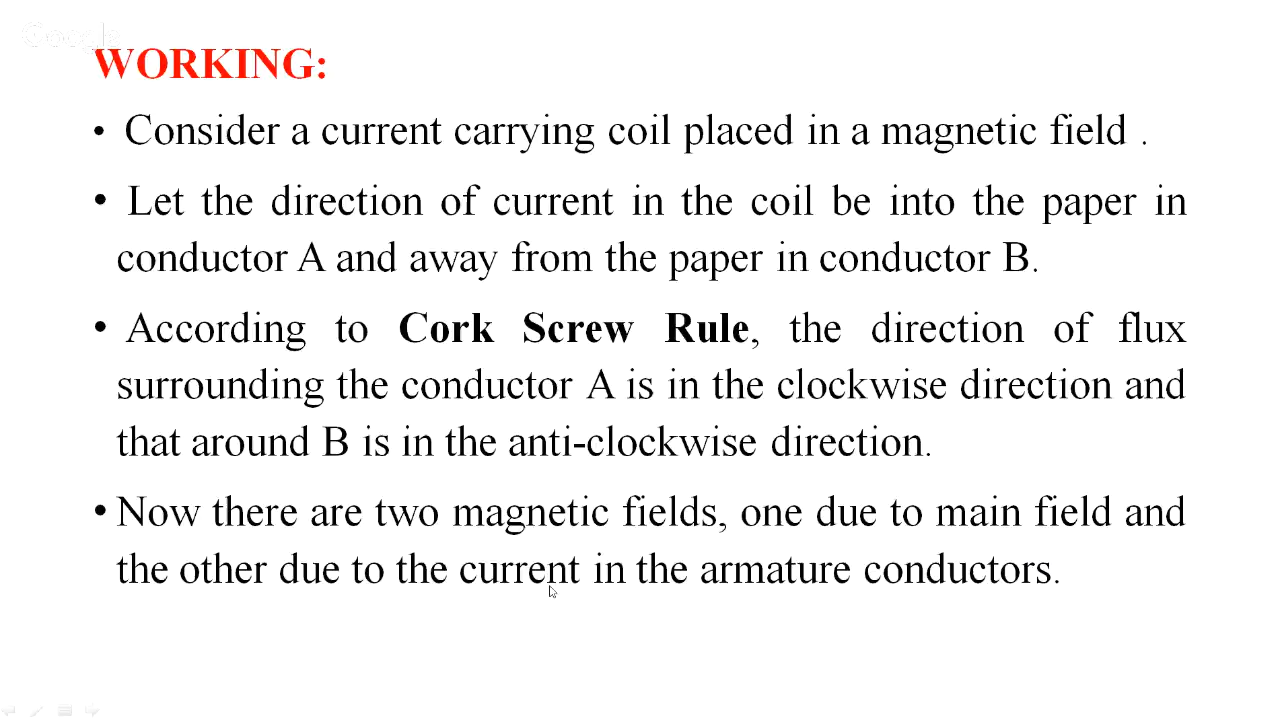 Google
WORKING:
• Consider a current carrying coil placed in a magnetic field .
• Let the direction of current in the coil be into the paper in
conductor A and away from the paper in conductor B.
• According to Cork Screw Rule, the direction of flux
surrounding the conductor A is in the clockwise direction and
that around B is in the anti-clockwise direction.
• Now there are two magnetic fields, one due to main field and
the other due to the current in the armature conductors.